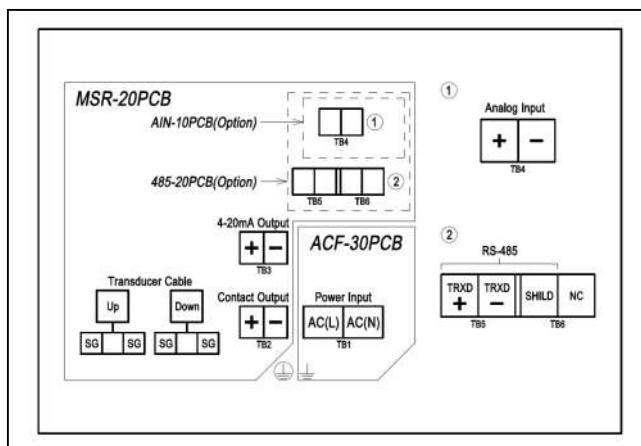 MSR-20PCB
AIN-10PCB(Option)
①
TB4
485-20PCB(Option)
②
TB5 TB6
4-20mA Output
+ −
TB3
Transducer Cable
Up Down
SG SG SG SG
Contact Output
+ −
TB2
ACF-30PCB
Power Input
AC(L) AC(N)
TB1
①
Analog Input
+ −
TB4
②
RS-485
TRXD TRXD SHILD NC
+ −
TB5 TB6